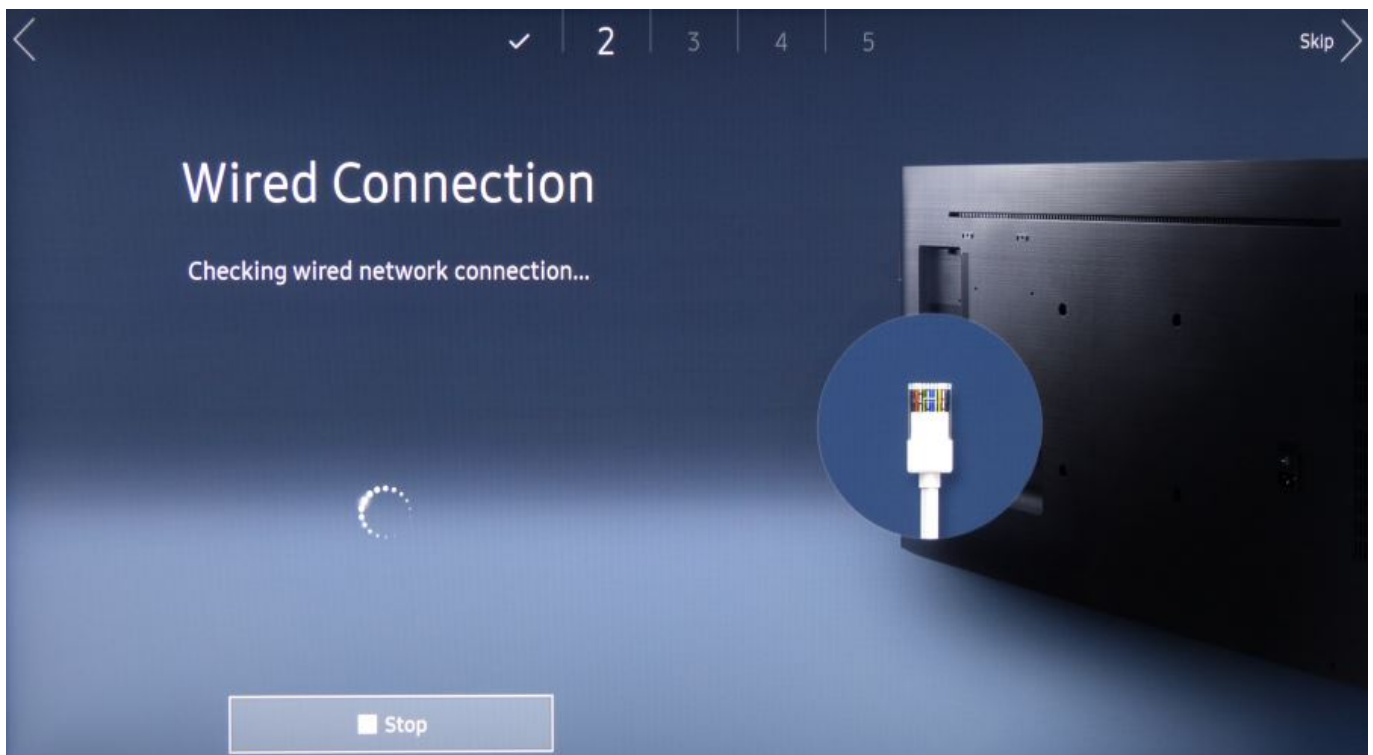 2 3 4 5
Skip
Wired Connection
Checking wired network connection...
Stop